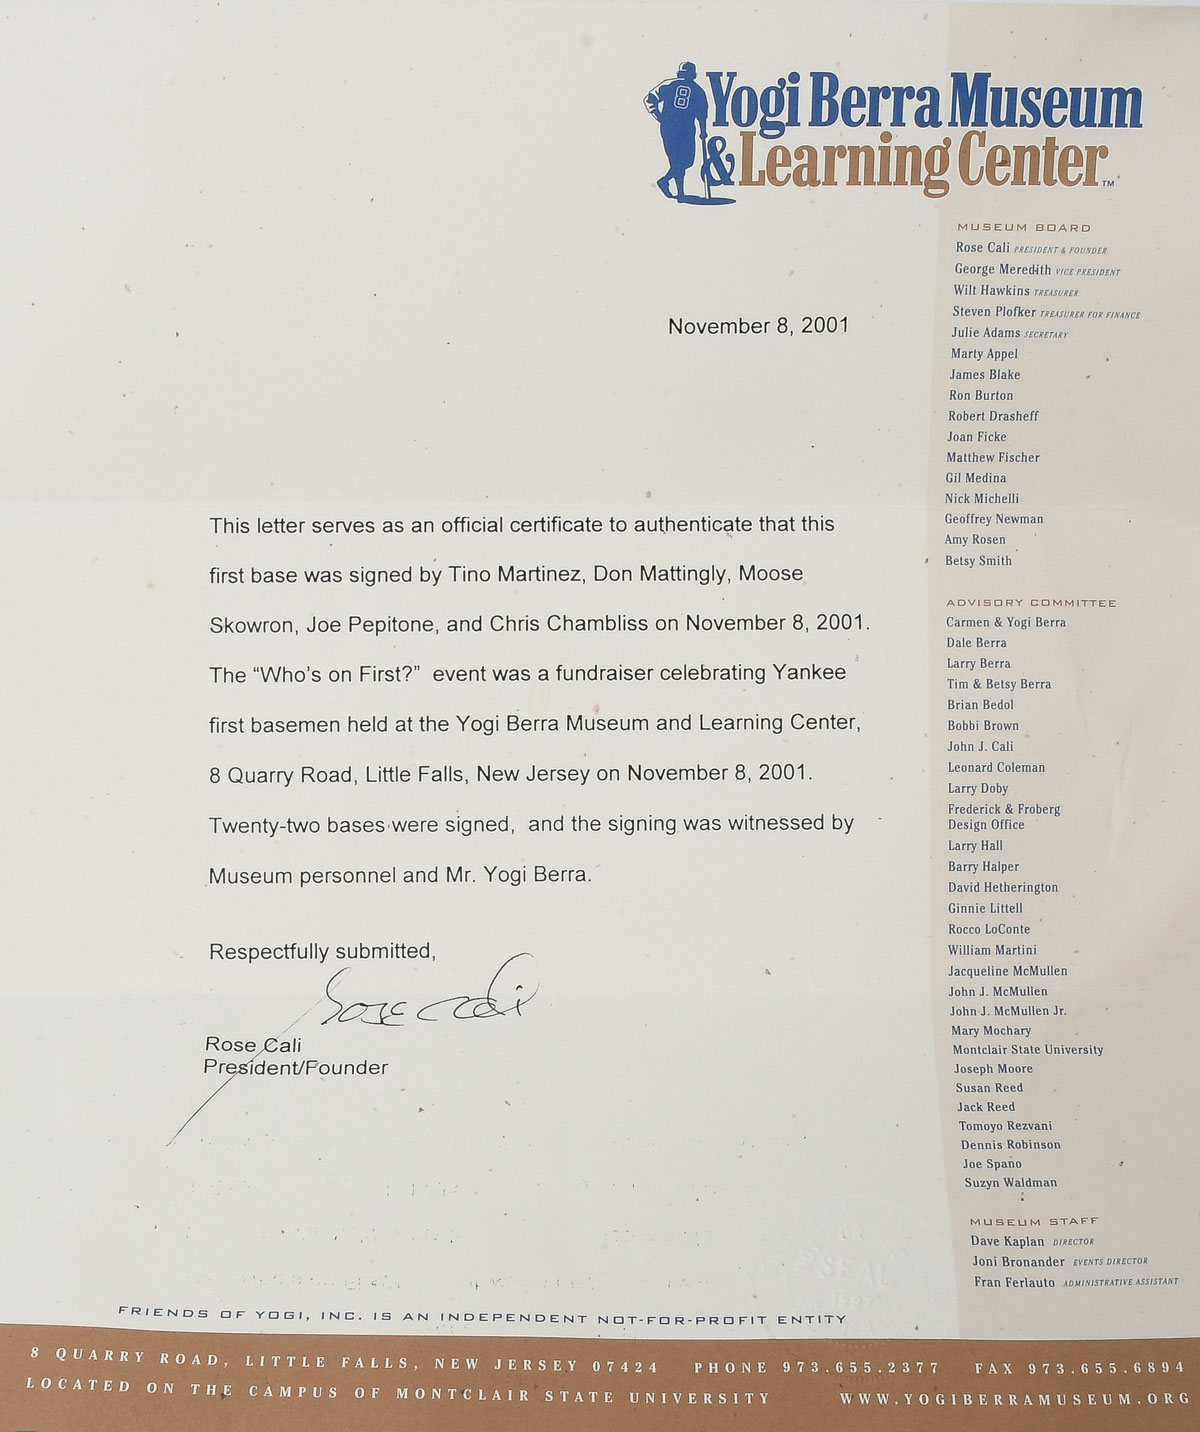 8
Yogi Berra Museum
& Learning Center™
MUSEUM BOARD
Rose Cali PRESIDENT & FOUNDER
George Meredith VICE PRESIDENT
Wilt Hawkins TREASURER
Steven Plofker TREASURER FOR FINANCE
Julie Adams SECRETARY
Marty Appel
James Blake
Ron Burton
Robert Drasheff
Joan Ficke
Matthew Fischer
Gil Medina
Nick Michelli
Geoffrey Newman
Amy Rosen
Betsy Smith
ADVISORY COMMITTEE
Carmen & Yogi Berra
Dale Berra
Larry Berra
Tim & Betsy Berra
Brian Bedol
Bobbi Brown
John J. Cali
Leonard Coleman
Larry Doby
Frederick & Froberg
Design Office
Larry Hall
Barry Halper
David Hetherington
Ginnie Littell
Rocco LoConte
William Martini
Jacqueline McMullen
John J. McMullen
John J. McMullen Jr.
Mary Mochary
Montclair State University
Joseph Moore
Susan Reed
Jack Reed
Tomoyo Rezvani
Dennis Robinson
Joe Spano
Suzyn Waldman
MUSEUM STAFF
Dave Kaplan DIRECTOR
Joni Bronander EVENTS DIRECTOR
Fran Ferlauto ADMINISTRATIVE ASSISTANT
November 8, 2001
This letter serves as an official certificate to authenticate that this
first base was signed by Tino Martinez, Don Mattingly, Moose
Skowron, Joe Pepitone, and Chris Chambliss on November 8, 2001.
The “Who’s on First?” event was a fundraiser celebrating Yankee
first basemen held at the Yogi Berra Museum and Learning Center,
8 Quarry Road, Little Falls, New Jersey on November 8, 2001.
Twenty-two bases were signed, and the signing was witnessed by
Museum personnel and Mr. Yogi Berra.
Respectfully submitted,
Rose Cali
Rose Cali
President/Founder
SEAL
FRIENDS OF YOGI, INC. IS AN INDEPENDENT NOT-FOR-PROFIT ENTITY
8 QUARRY ROAD, LITTLE FALLS, NEW JERSEY 07424 PHONE 973.655.2377 FAX 973.655.6894
LOCATED ON THE CAMPUS OF MONTCLAIR STATE UNIVERSITY WWW.YOGIBERRAMUSEUM.ORG